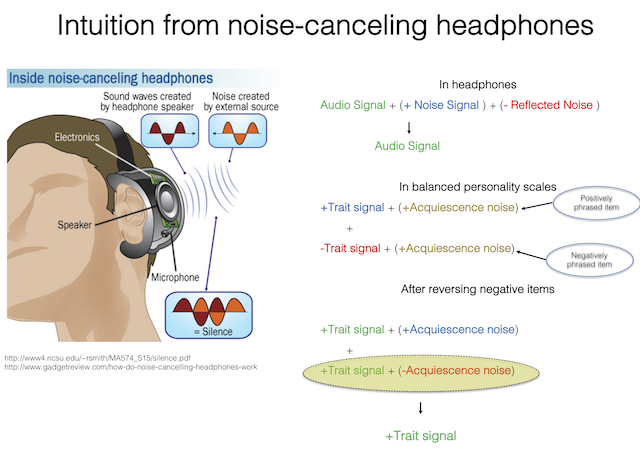 Intuition from noise-canceling headphones
Inside noise-canceling headphones
Sound waves created
by headphone speaker
Noise created
by external source
Electronics
Speaker
Microphone
= Silence
http://www4.ncsu.edu/~rsmith/MA574_S15/silence.pdf
http://www.gadgetreview.com/how-do-noise-cancelling-headphones-work
In headphones
Audio Signal + (+ Noise Signal ) + (- Reflected Noise )
Audio Signal
In balanced personality scales
+Trait signal + (+Acquiescence noise)
Positively
phrased item
+
-Trait signal + (+Acquiescence noise)
Negatively
phrased item
After reversing negative items
+Trait signal + (+Acquiescence noise)
+
+Trait signal + (-Acquiescence noise)
+Trait signal